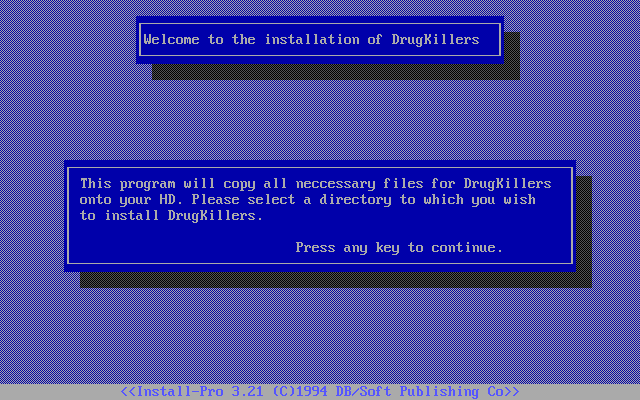 Welcome to the installation of DrugKillers
This program will copy all neccessary files for DrugKillers
onto your HD. Please select a directory to which you wish
to install DrugKillers.
Press any key to continue.
<<Install-Pro 3.21 (C)1994 DB/Soft Publishing Co>>